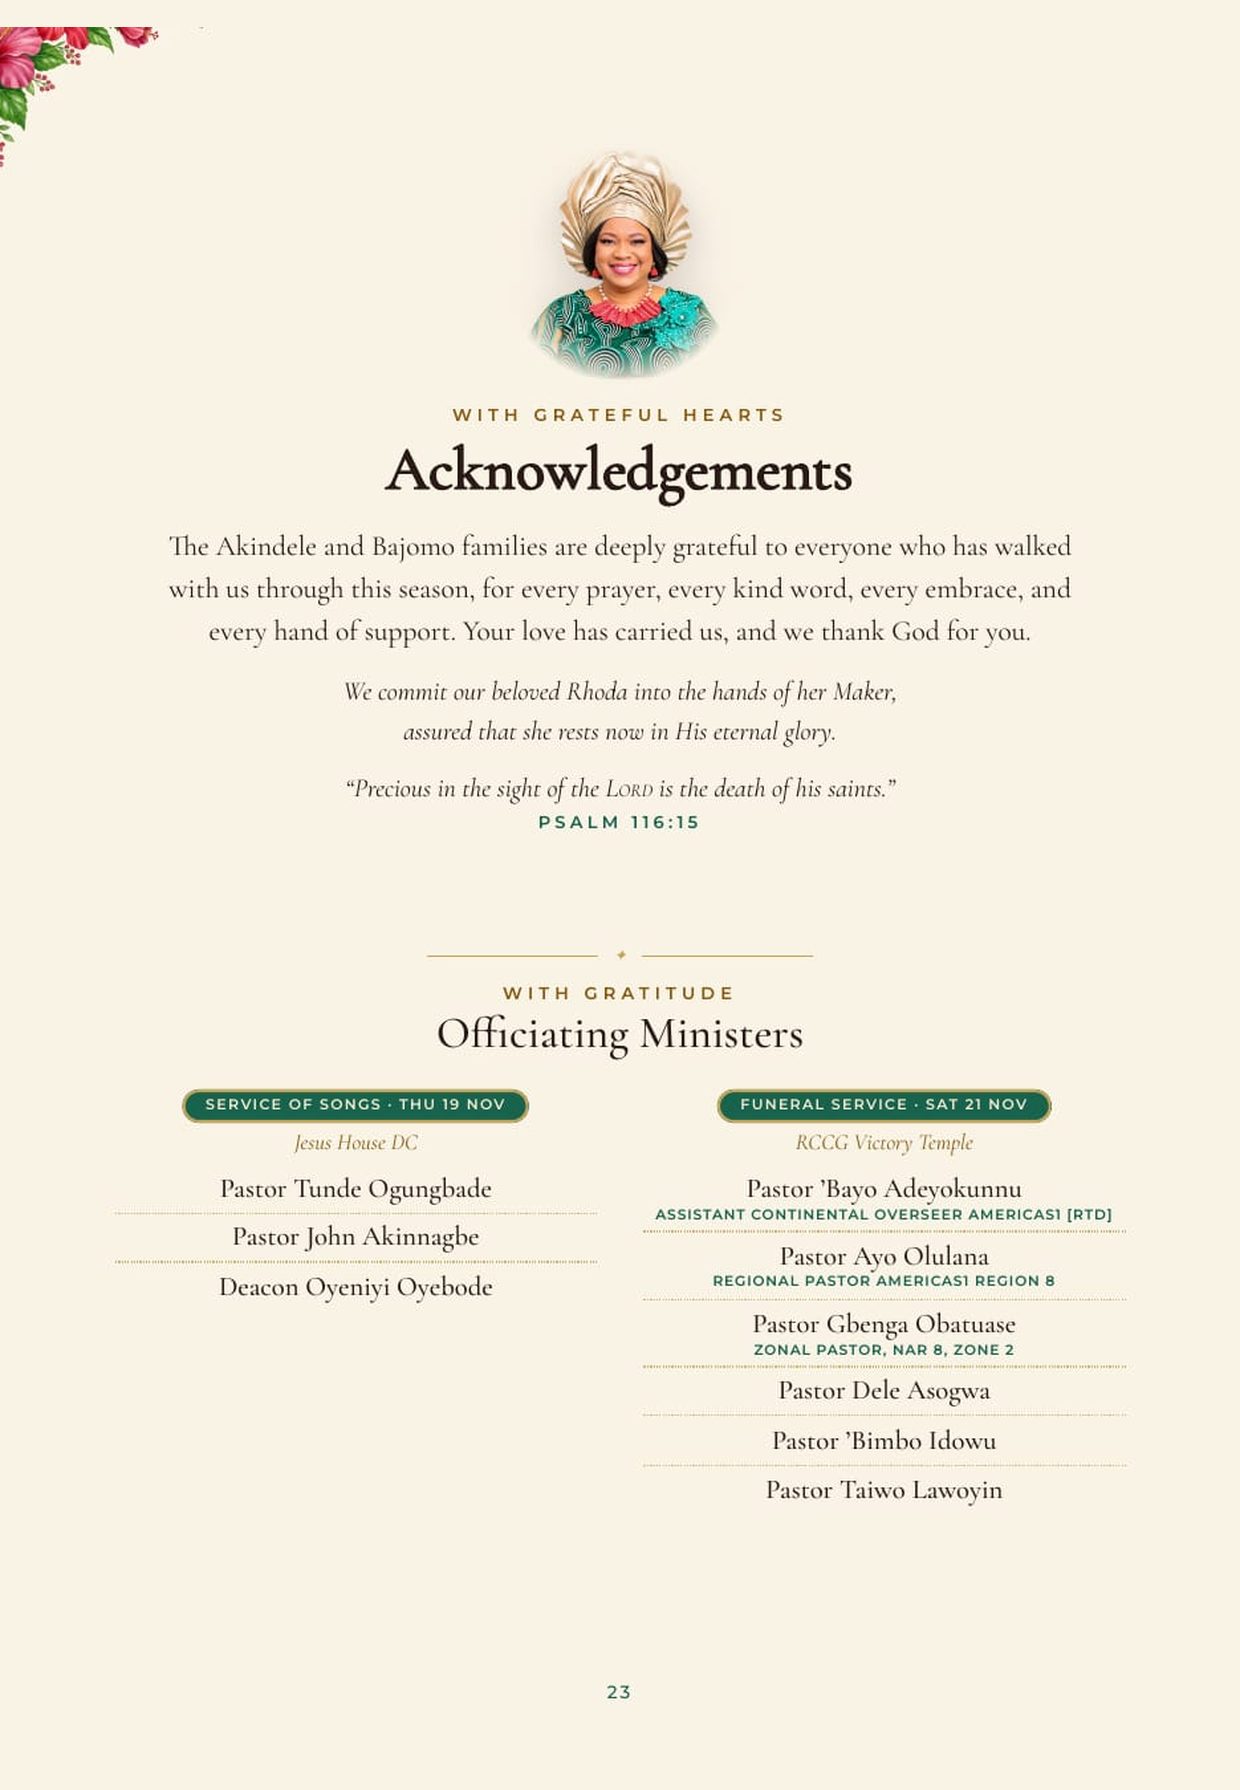 WITH GRATEFUL HEARTS
Acknowledgements
The Akindele and Bajomo families are deeply grateful to everyone who has walked
with us through this season, for every prayer, every kind word, every embrace, and
every hand of support. Your love has carried us, and we thank God for you.
We commit our beloved Rhoda into the hands of her Maker,
assured that she rests now in His eternal glory.
“Precious in the sight of the LORD is the death of his saints.”
PSALM 116:15
WITH GRATITUDE
Officiating Ministers
SERVICE OF SONGS · THU 19 NOV
Jesus House DC
Pastor Tunde Ogungbade
Pastor John Akinnagbe
Deacon Oyeniyi Oyebode
FUNERAL SERVICE · SAT 21 NOV
RCCG Victory Temple
Pastor ’Bayo Adeyokunnu
ASSISTANT CONTINENTAL OVERSEER AMERICAS1 [RTD]
Pastor Ayo Olulana
REGIONAL PASTOR AMERICAS1 REGION 8
Pastor Gbenga Obatuase
ZONAL PASTOR, NAR 8, ZONE 2
Pastor Dele Asogwa
Pastor ’Bimbo Idowu
Pastor Taiwo Lawoyin
23